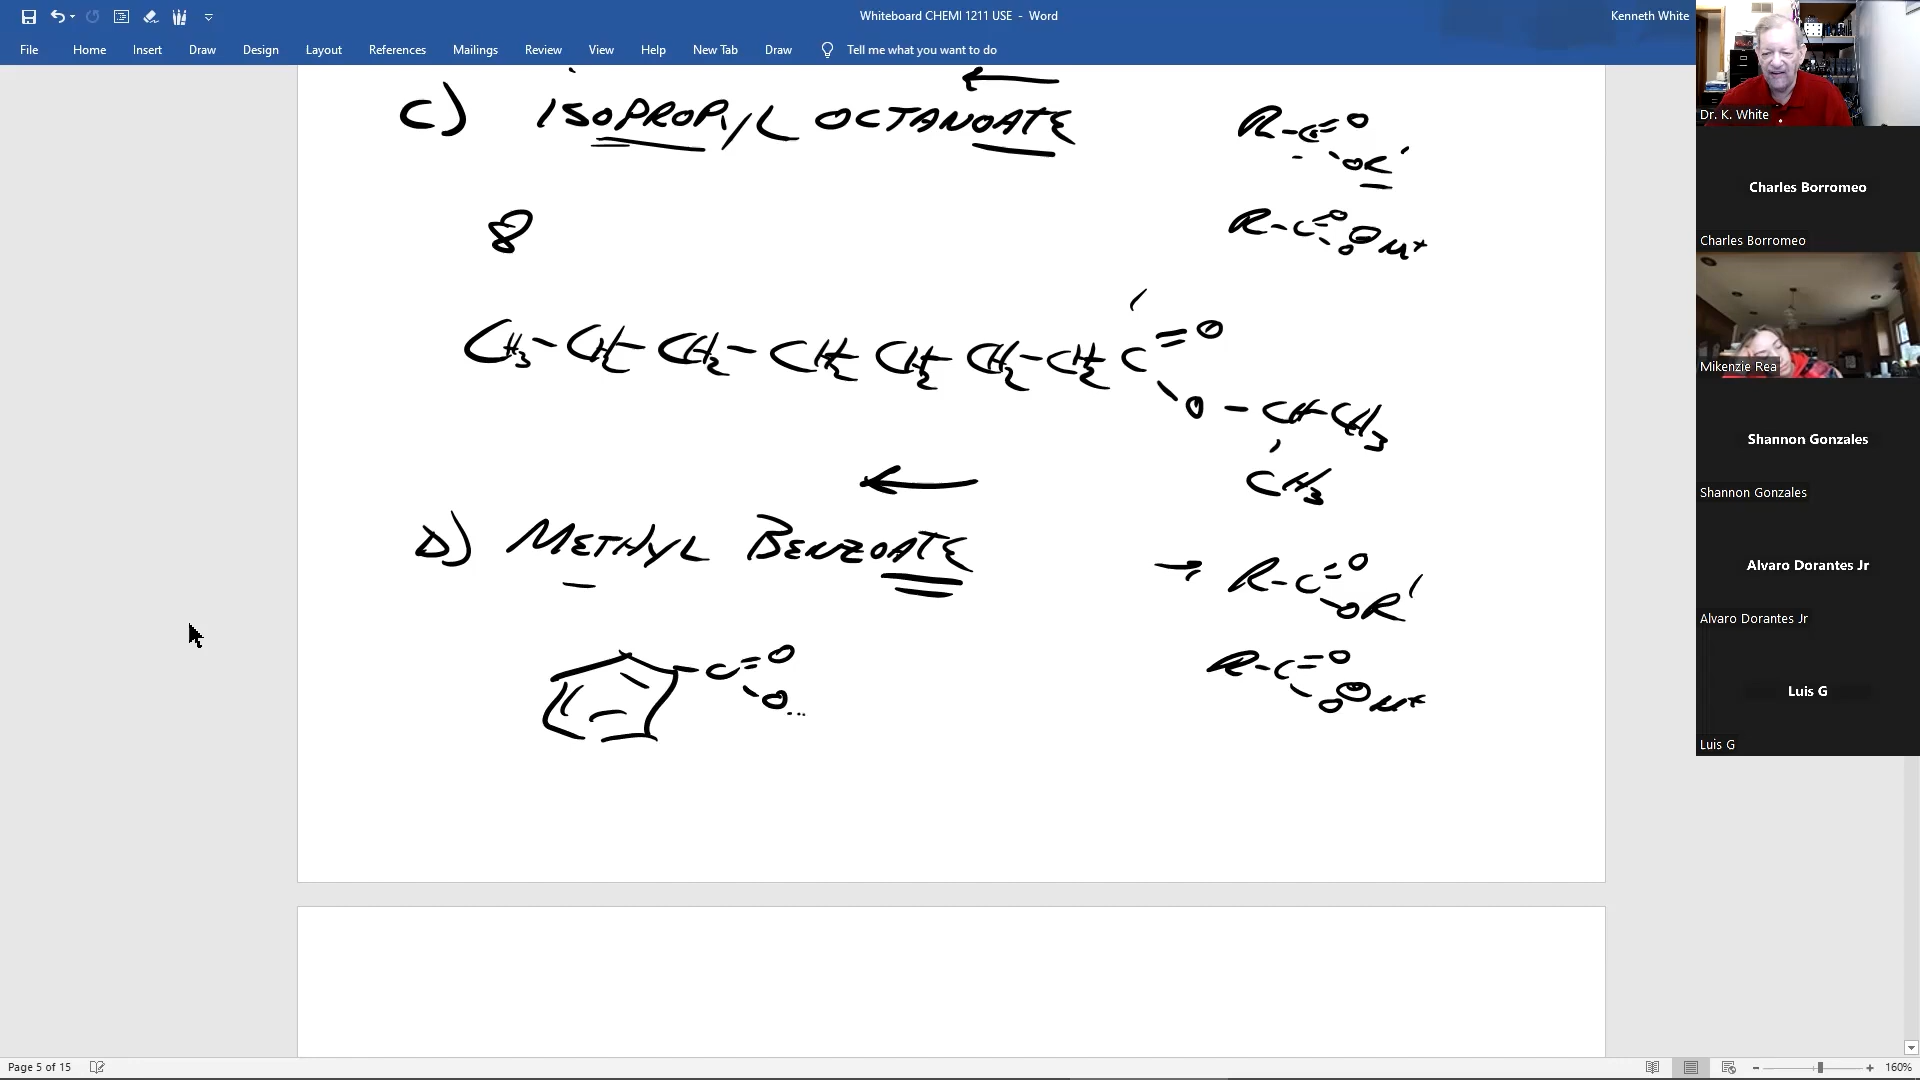 Whiteboard CHEMI 1211 USE - Word
Kenneth White
File Home Insert Draw Design Layout References Mailings Review View Help New Tab Draw Tell me what you want to do
C) ISOPROPYL OCTANOATE
R-C=O
OR'
8
R-C=O
O⊖M+
CH3-CH2-CH2-CH2-CH2-CH2-CH2-C=O
O-CH-CH3
CH3
D) METHYL BENZOATE
→ R-C=O
OR'
C=O
O...
R-C=O
O⊖M+
Dr. K. White
Charles Borromeo
Charles Borromeo
Mikenzie Rea
Shannon Gonzales
Shannon Gonzales
Alvaro Dorantes Jr
Alvaro Dorantes Jr
Luis G
Luis G
Page 5 of 15
160%